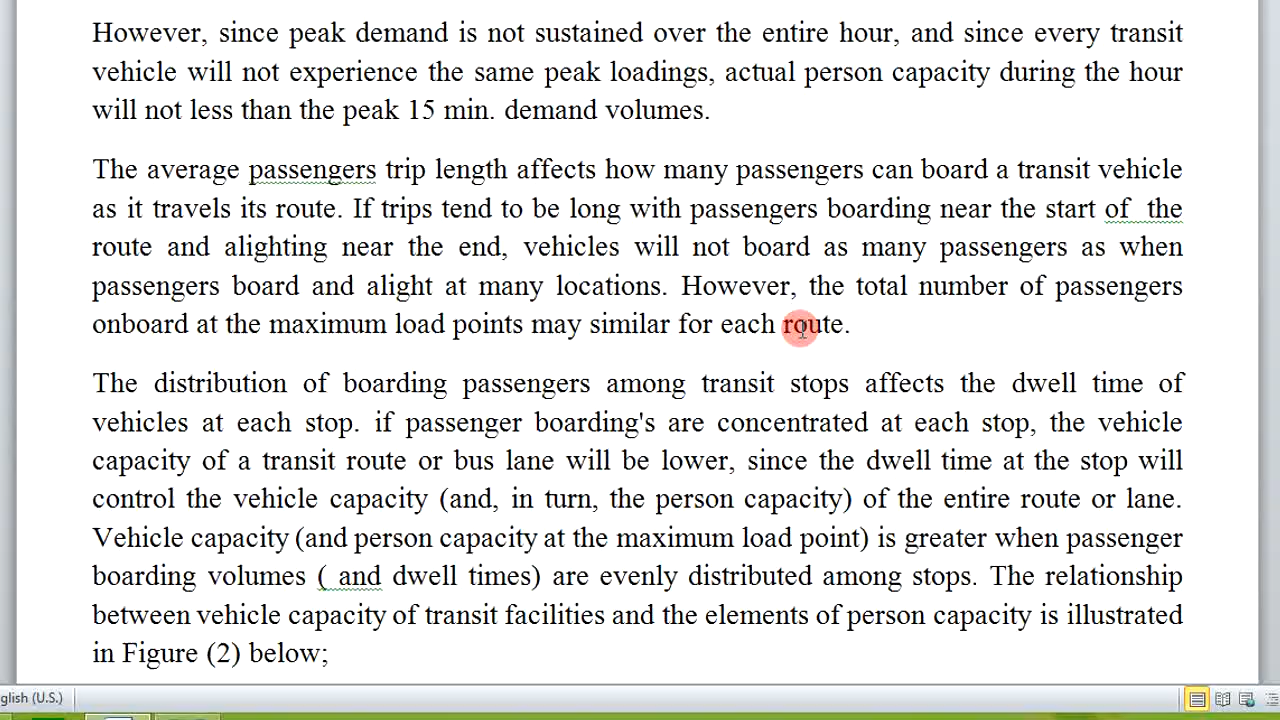 However, since peak demand is not sustained over the entire hour, and since every transit
vehicle will not experience the same peak loadings, actual person capacity during the hour
will not less than the peak 15 min. demand volumes.
The average passengers trip length affects how many passengers can board a transit vehicle
as it travels its route. If trips tend to be long with passengers boarding near the start of  the
route and alighting near the end, vehicles will not board as many passengers as when
passengers board and alight at many locations. However, the total number of passengers
onboard at the maximum load points may similar for each route.
The distribution of boarding passengers among transit stops affects the dwell time of
vehicles at each stop. if passenger boarding's are concentrated at each stop, the vehicle
capacity of a transit route or bus lane will be lower, since the dwell time at the stop will
control the vehicle capacity (and, in turn, the person capacity) of the entire route or lane.
Vehicle capacity (and person capacity at the maximum load point) is greater when passenger
boarding volumes ( and dwell times) are evenly distributed among stops. The relationship
between vehicle capacity of transit facilities and the elements of person capacity is illustrated
in Figure (2) below;
glish (U.S.)